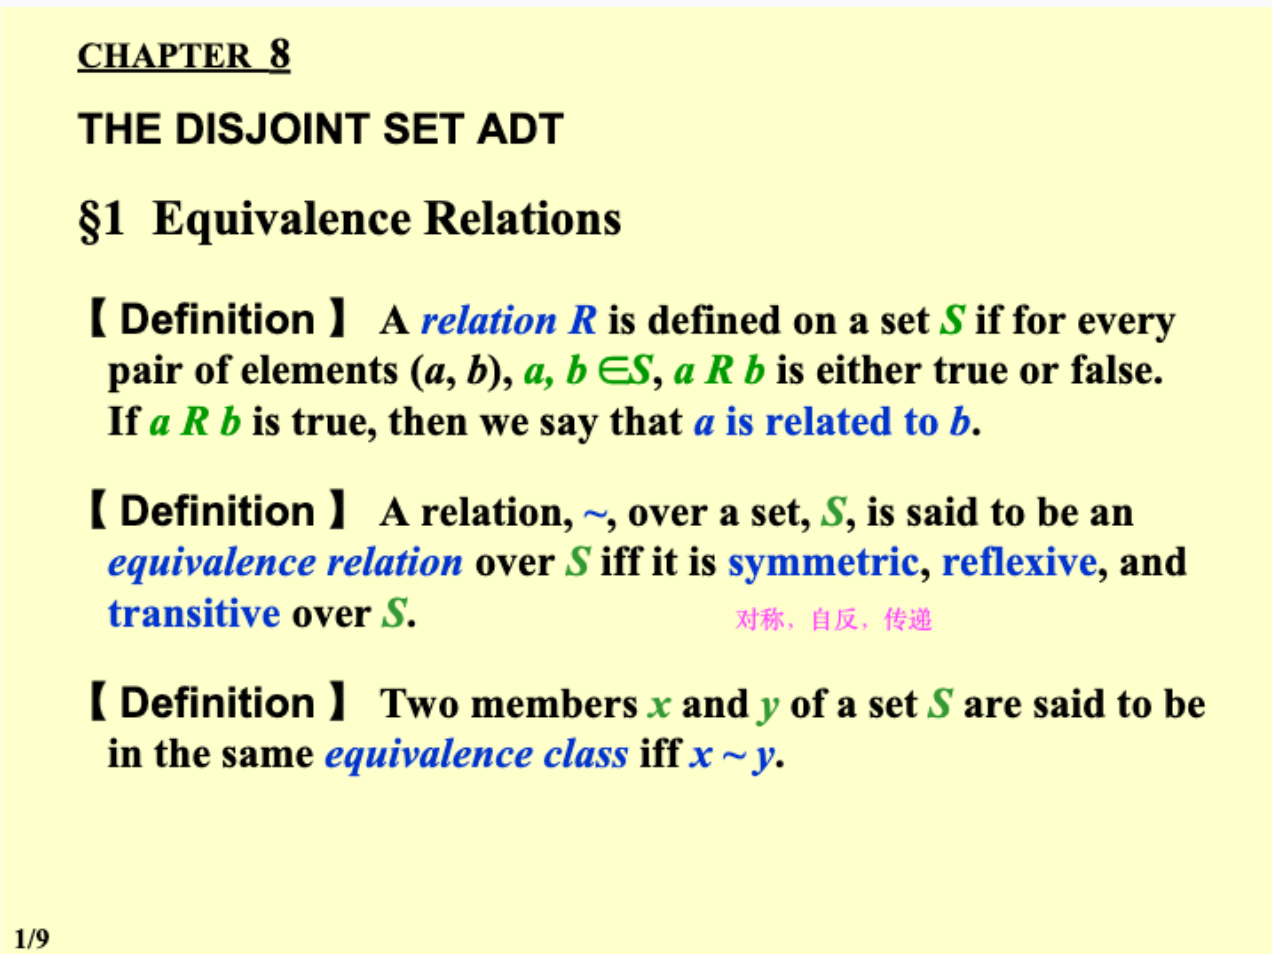 CHAPTER 8
THE DISJOINT SET ADT
§1 Equivalence Relations
【 Definition 】 A relation R is defined on a set S if for every
pair of elements (a, b), a, b ∈S, a R b is either true or false.
If a R b is true, then we say that a is related to b.
【 Definition 】 A relation, ~, over a set, S, is said to be an
equivalence relation over S iff it is symmetric, reflexive, and
transitive over S.
对称，自反，传递
【 Definition 】 Two members x and y of a set S are said to be
in the same equivalence class iff x ~ y.
1/9